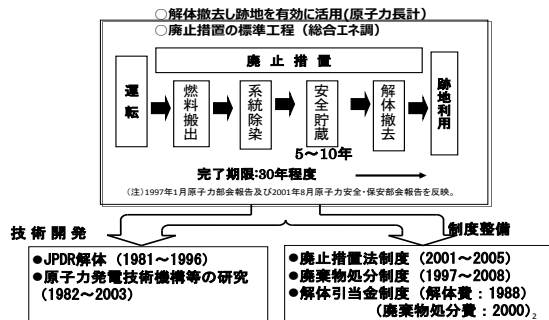 ○解体撤去し跡地を有効に活用(原子力長計)
○廃止措置の標準工程（総合エネ調）
廃止措置
運転
燃料搬出
系統除染
安全貯蔵
解体撤去
跡地利用
5～10年
完了期限:30年程度
（注）1997年1月原子力部会報告及び2001年8月原子力安全・保安部会報告を反映。
技術開発
●JPDR解体（1981～1996）
●原子力発電技術機構等の研究
（1982～2003）
制度整備
●廃止措置法制度（2001～2005）
●廃棄物処分制度（1997～2008）
●解体引当金制度（解体費：1988）
（廃棄物処分費：2000）
2